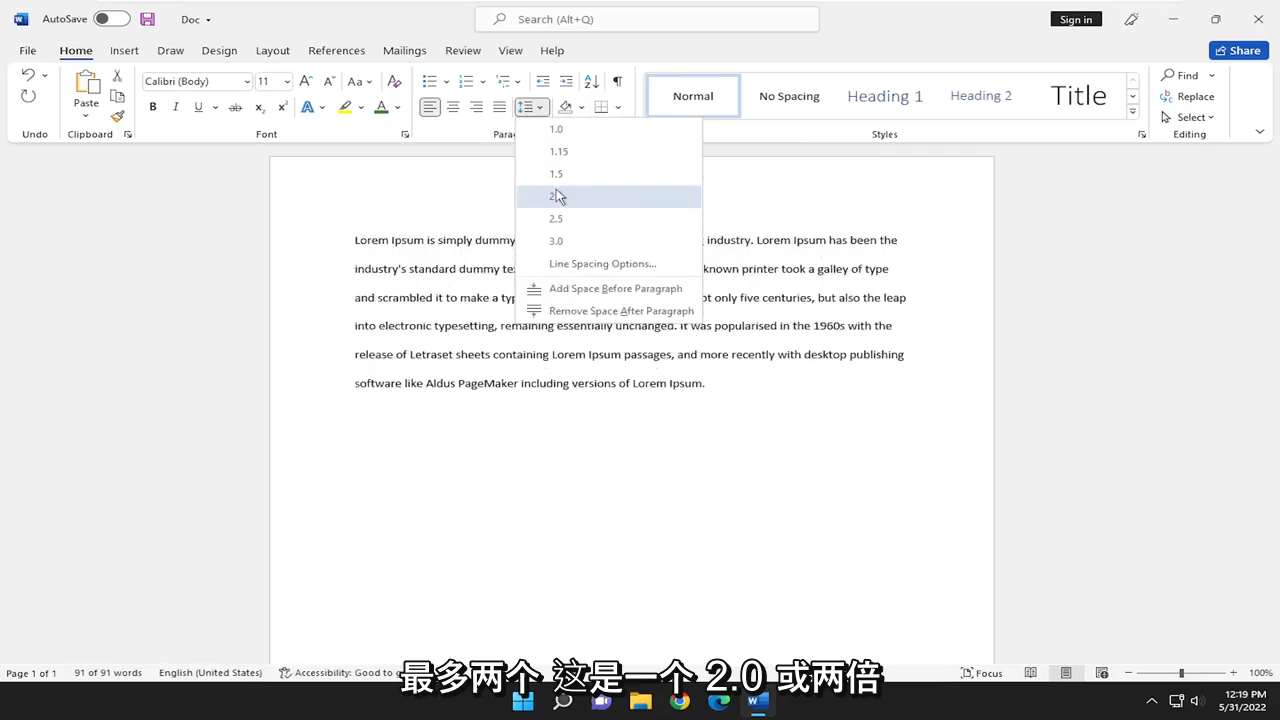 AutoSave
Doc
Search (Alt+Q)
Sign in
File Home Insert Draw Design Layout References Mailings Review View Help
Share
Calibri (Body) 11
Paste
B I U
Normal No Spacing Heading 1 Heading 2 Title
Find
Replace
Select
Undo Clipboard Font Styles Editing
1.0
1.15
1.5
2.5
3.0
Line Spacing Options...
Add Space Before Paragraph
Remove Space After Paragraph
Lorem Ipsum is simply dummy industry. Lorem Ipsum has been the
industry's standard dummy printer took a galley of type
and scrambled it to make a only five centuries, but also the leap
into electronic typesetting, remaining essentially unchanged. It was popularised in the 1960s with the
release of Letraset sheets containing Lorem Ipsum passages, and more recently with desktop publishing
software like Aldus PageMaker including versions of Lorem Ipsum.
Page 1 of 1 91 of 91 words English (United States) Accessibility: Good to Focus 100%
最多两个 这是一个 2.0 或两倍
12:19 PM
5/31/2022